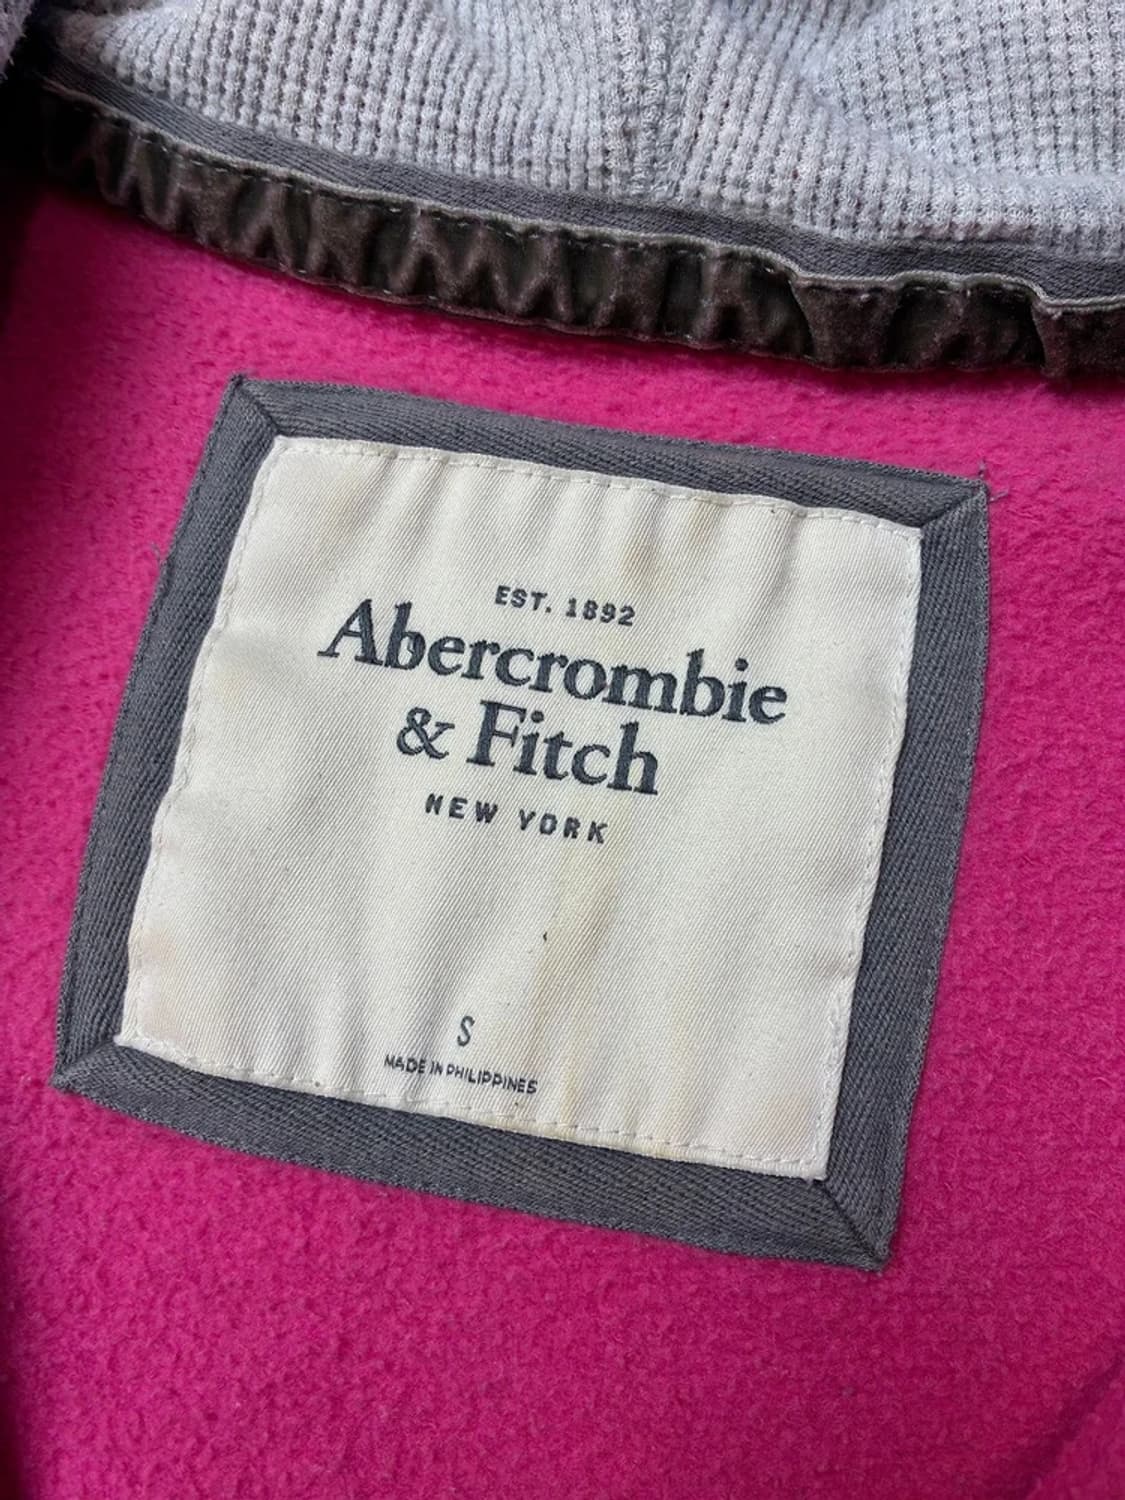 EST. 1892
Abercrombie
& Fitch
NEW YORK
S
MADE IN PHILIPPINES